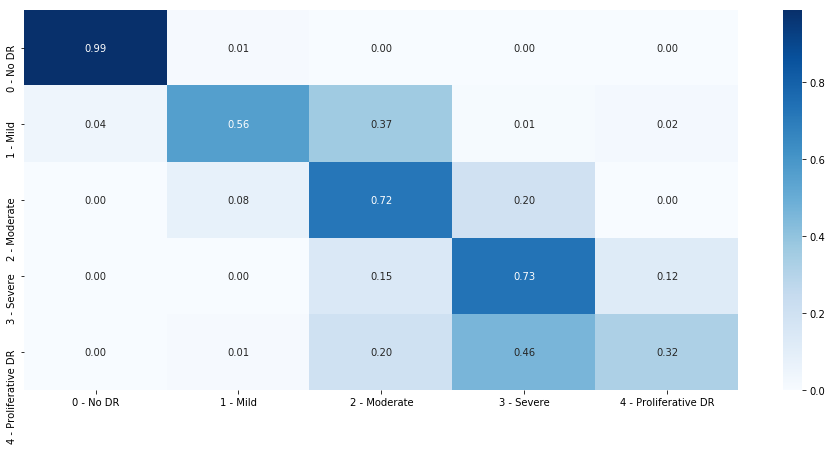 0 - No DR 0.99 0.01 0.00 0.00 0.00
1 - Mild 0.04 0.56 0.37 0.01 0.02
2 - Moderate 0.00 0.08 0.72 0.20 0.00
3 - Severe 0.00 0.00 0.15 0.73 0.12
4 - Proliferative DR 0.00 0.01 0.20 0.46 0.32
0 - No DR 1 - Mild 2 - Moderate 3 - Severe 4 - Proliferative DR
0.8
0.6
0.4
0.2
0.0